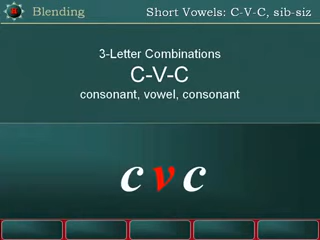 Blending
Short Vowels: C-V-C, sib-siz
3-Letter Combinations
C-V-C
consonant, vowel, consonant
c v c